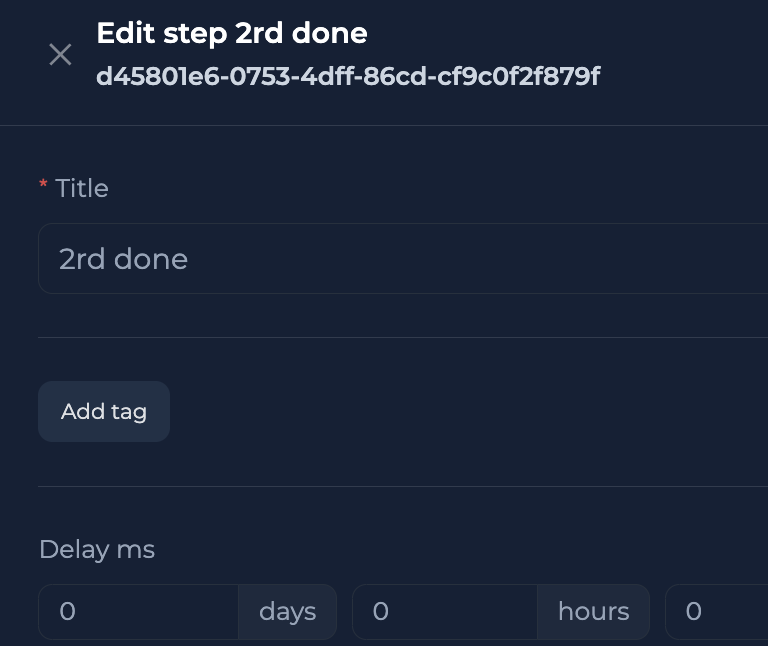 Edit step 2rd done
d45801e6-0753-4dff-86cd-cf9c0f2f879f
* Title
2rd done
Add tag
Delay ms
0 days 0 hours 0